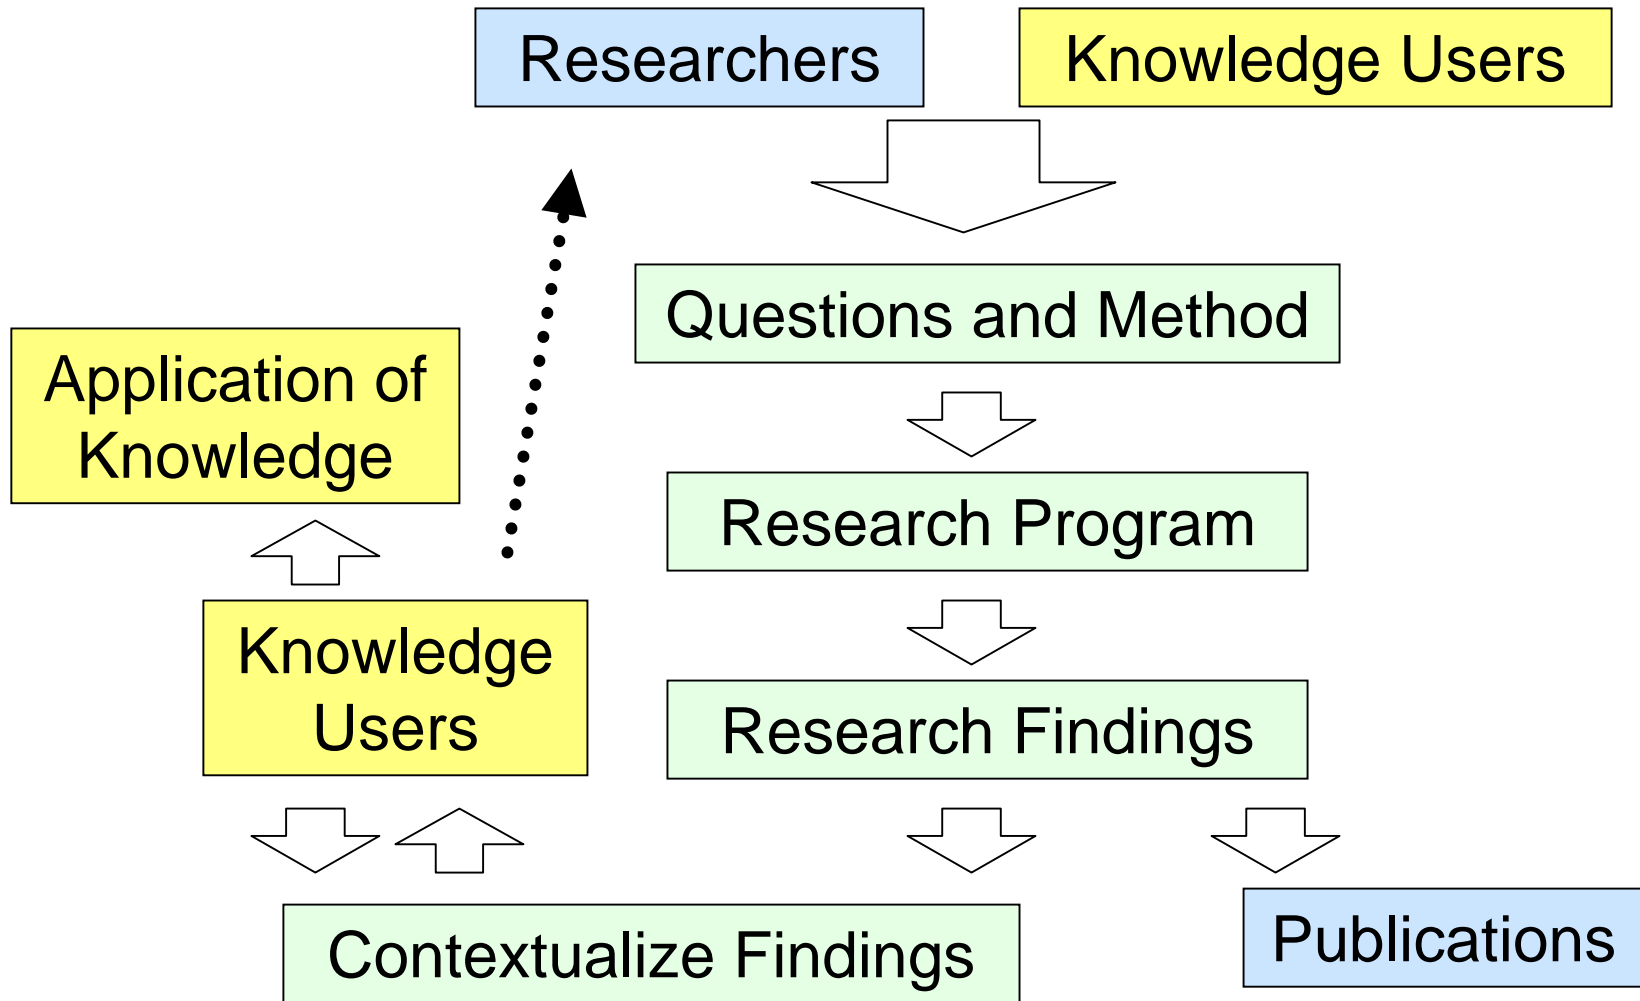 Researchers
Knowledge Users
Questions and Method
Application of
Knowledge
Research Program
Knowledge
Users
Research Findings
Contextualize Findings
Publications